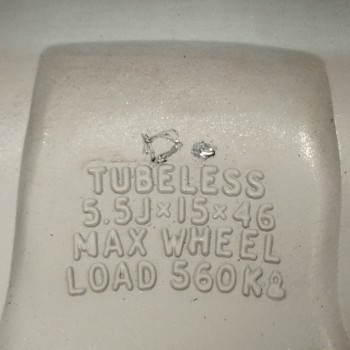 TUBELESS
5.5J×15×46
MAX WHEEL
LOAD 560KG